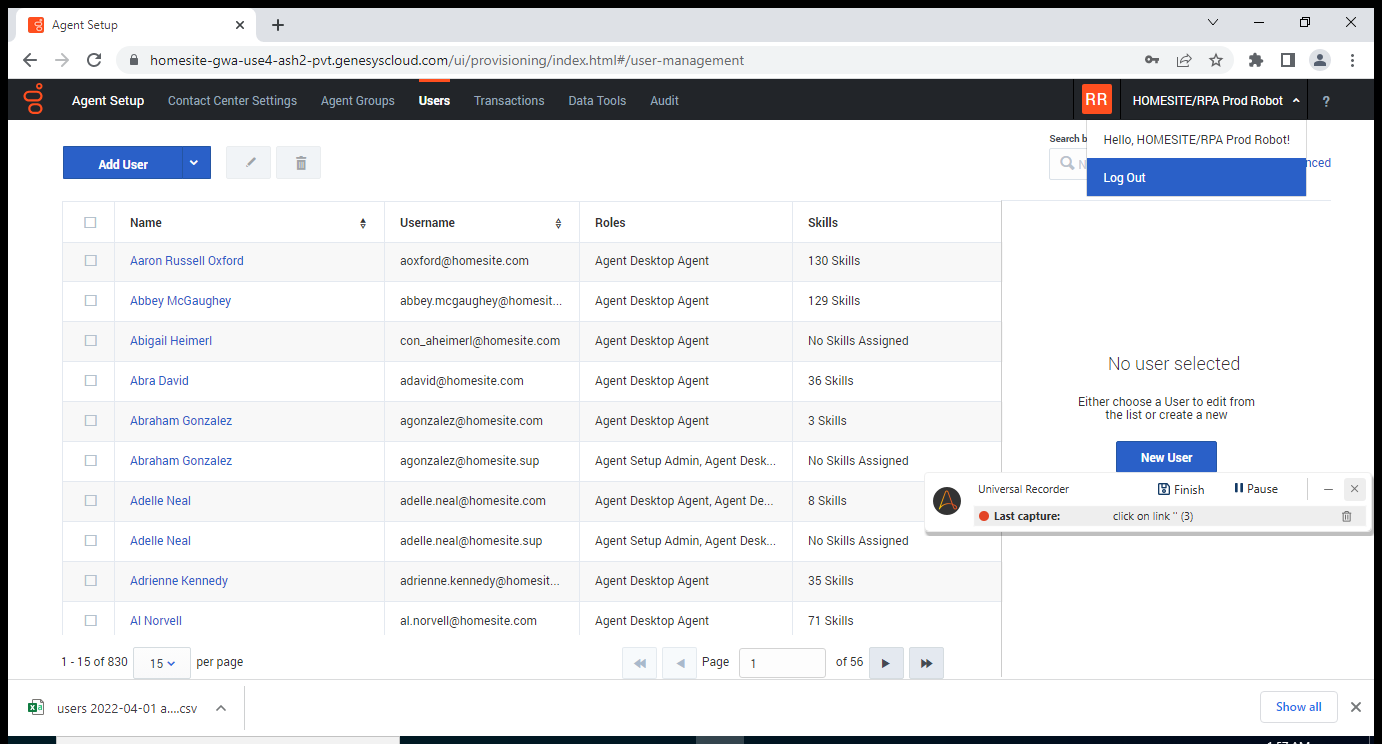 Agent Setup
homesite-gwa-use4-ash2-pvt.genesyscloud.com/ui/provisioning/index.html#/user-management
Agent Setup Contact Center Settings Agent Groups Users Transactions Data Tools Audit RR HOMESITE/RPA Prod Robot ?
Search b
Hello, HOMESITE/RPA Prod Robot!
Add User
N
nced
Log Out
Name Username Roles Skills
Aaron Russell Oxford aoxford@homesite.com Agent Desktop Agent 130 Skills
Abbey McGaughey abbey.mcgaughey@homesit... Agent Desktop Agent 129 Skills
Abigail Heimerl con_aheimerl@homesite.com Agent Desktop Agent No Skills Assigned
Abra David adavid@homesite.com Agent Desktop Agent 36 Skills
Abraham Gonzalez agonzalez@homesite.com Agent Desktop Agent 3 Skills
Abraham Gonzalez agonzalez@homesite.sup Agent Setup Admin, Agent Desk... No Skills Assigned
Adelle Neal adelle.neal@homesite.com Agent Desktop Agent, Agent De... 8 Skills
Adelle Neal adelle.neal@homesite.sup Agent Setup Admin, Agent Desk... No Skills Assigned
Adrienne Kennedy adrienne.kennedy@homesit... Agent Desktop Agent 35 Skills
Al Norvell al.norvell@homesite.com Agent Desktop Agent 71 Skills
No user selected
Either choose a User to edit from
the list or create a new
New User
Universal Recorder Finish Pause
Last capture: click on link '' (3)
1 - 15 of 830 15 per page Page 1 of 56
users 2022-04-01 a....csv Show all